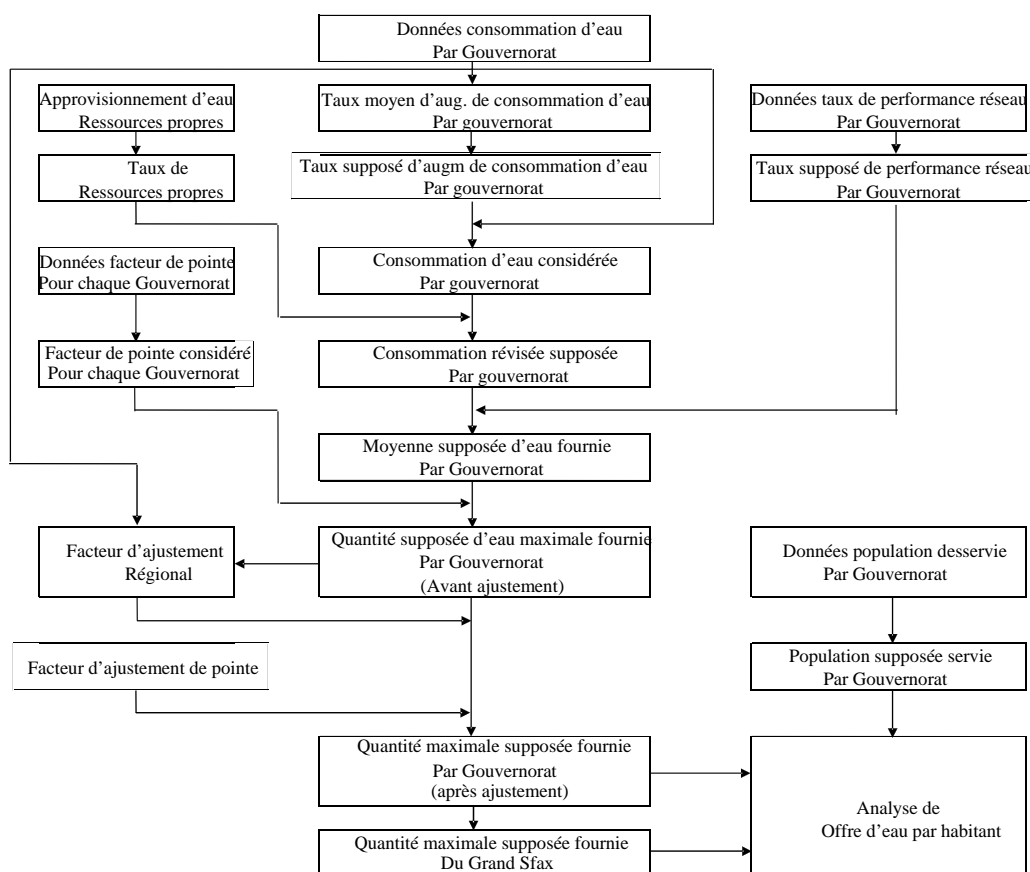 Données consommation d'eau
Par Gouvernorat
Approvisionnement d'eau
Ressources propres
Taux moyen d'aug. de consommation d'eau
Par gouvernorat
Données taux de performance réseau
Par Gouvernorat
Taux de
Ressources propres
Taux supposé d'augm de consommation d'eau
Par gouvernorat
Taux supposé de performance réseau
Par Gouvernorat
Données facteur de pointe
Pour chaque Gouvernorat
Consommation d'eau considérée
Par gouvernorat
Facteur de pointe considéré
Pour chaque Gouvernorat
Consommation révisée supposée
Par gouvernorat
Moyenne supposée d'eau fournie
Par Gouvernorat
Facteur d'ajustement
Régional
Quantité supposée d'eau maximale fournie
Par Gouvernorat
(Avant ajustement)
Données population desservie
Par Gouvernorat
Facteur d'ajustement de pointe
Population supposée servie
Par Gouvernorat
Quantité maximale supposée fournie
Par Gouvernorat
(après ajustement)
Analyse de
Offre d'eau par habitant
Quantité maximale supposée fournie
Du Grand Sfax